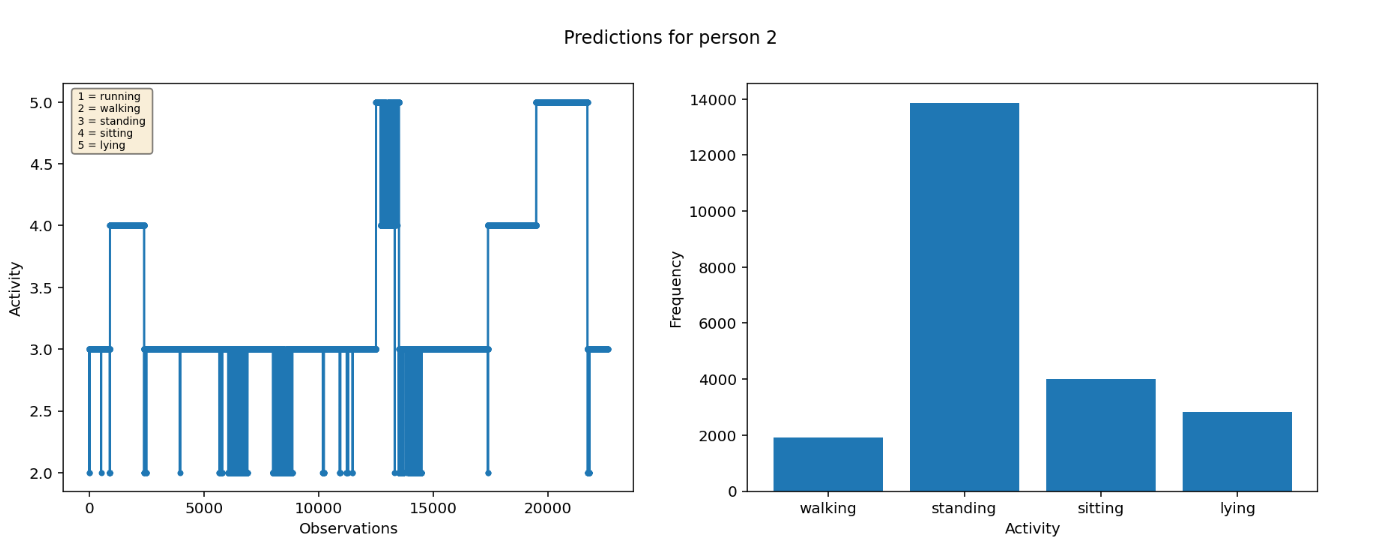 Predictions for person 2
5.0
4.5
4.0
3.5
3.0
2.5
2.0
Activity
1 = running
2 = walking
3 = standing
4 = sitting
5 = lying
0 5000 10000 15000 20000
Observations
14000
12000
10000
8000
6000
4000
2000
0
Frequency
walking standing sitting lying
Activity